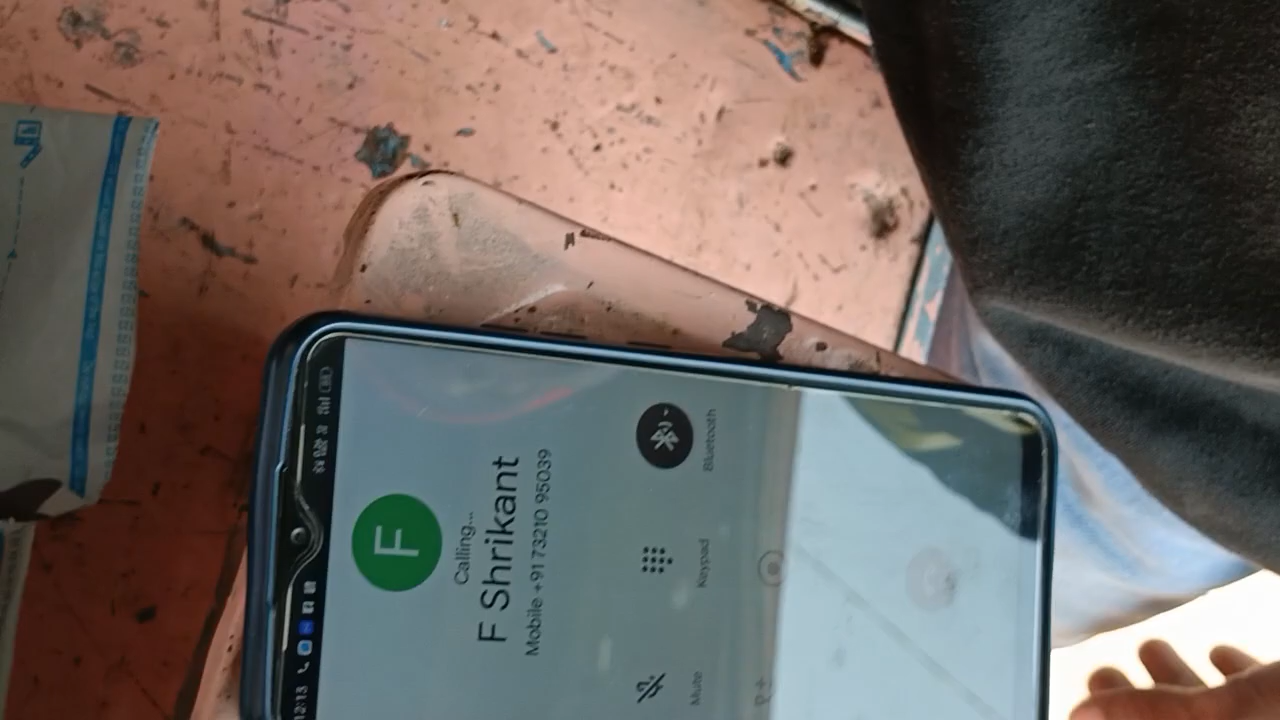 12:13
F
Calling...
F Shrikant
Mobile +91 73210 95039
Mute
Keypad
Bluetooth